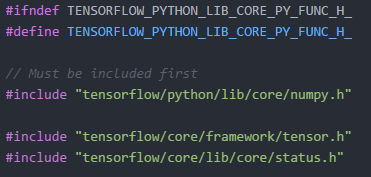 #ifndef TENSORFLOW_PYTHON_LIB_CORE_PY_FUNC_H_
#define TENSORFLOW_PYTHON_LIB_CORE_PY_FUNC_H_
// Must be included first
#include "tensorflow/python/lib/core/numpy.h"
#include "tensorflow/core/framework/tensor.h"
#include "tensorflow/core/lib/core/status.h"